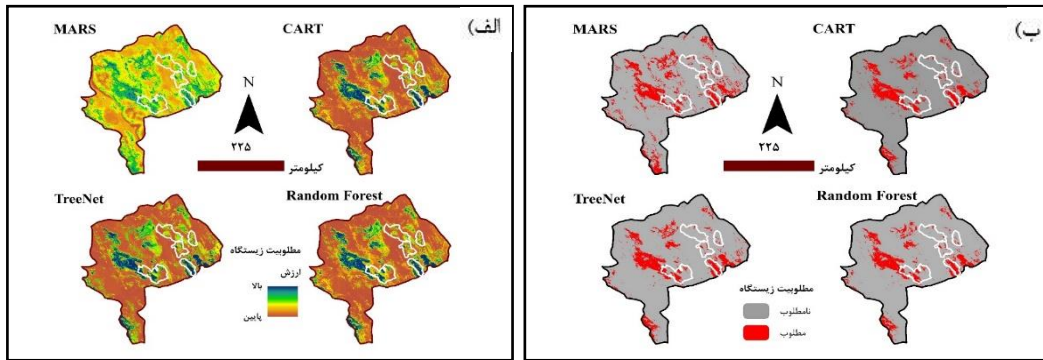 الف)
MARS
CART
N
۲۲۵
کیلومتر
TreeNet
Random Forest
مطلوبیت زیستگاه
ارزش
بالا
پایین
ب)
MARS
CART
N
۲۲۵
کیلومتر
TreeNet
Random Forest
مطلوبیت زیستگاه
نامطلوب
مطلوب